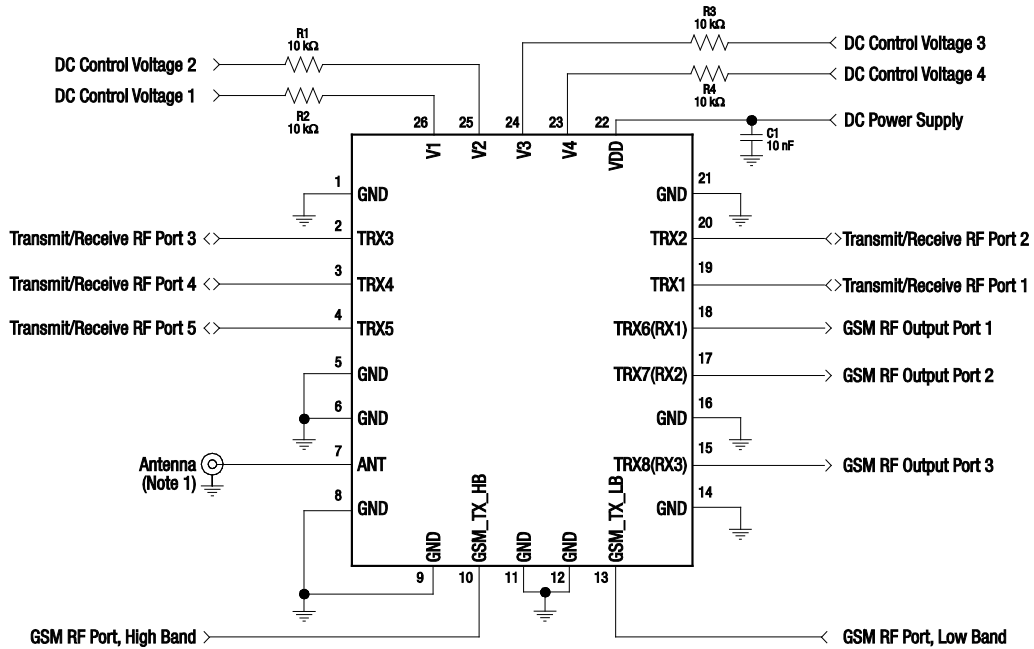 R1
10 kΩ
R3
10 kΩ
DC Control Voltage 3
DC Control Voltage 2
DC Control Voltage 4
DC Control Voltage 1
R2
10 kΩ
R4
10 kΩ
26
25
24
23
22
DC Power Supply
C1
10 nF
V1
V2
V3
V4
VDD
1
GND
21
GND
Transmit/Receive RF Port 3
2
TRX3
20
TRX2
Transmit/Receive RF Port 2
Transmit/Receive RF Port 4
3
TRX4
19
TRX1
Transmit/Receive RF Port 1
Transmit/Receive RF Port 5
4
TRX5
18
TRX6(RX1)
GSM RF Output Port 1
5
GND
17
TRX7(RX2)
GSM RF Output Port 2
6
GND
16
GND
Antenna
(Note 1)
7
ANT
15
TRX8(RX3)
GSM RF Output Port 3
8
GND
14
GND
GND
GSM_TX_HB
GND
GND
GSM_TX_LB
9
10
11
12
13
GSM RF Port, High Band
GSM RF Port, Low Band